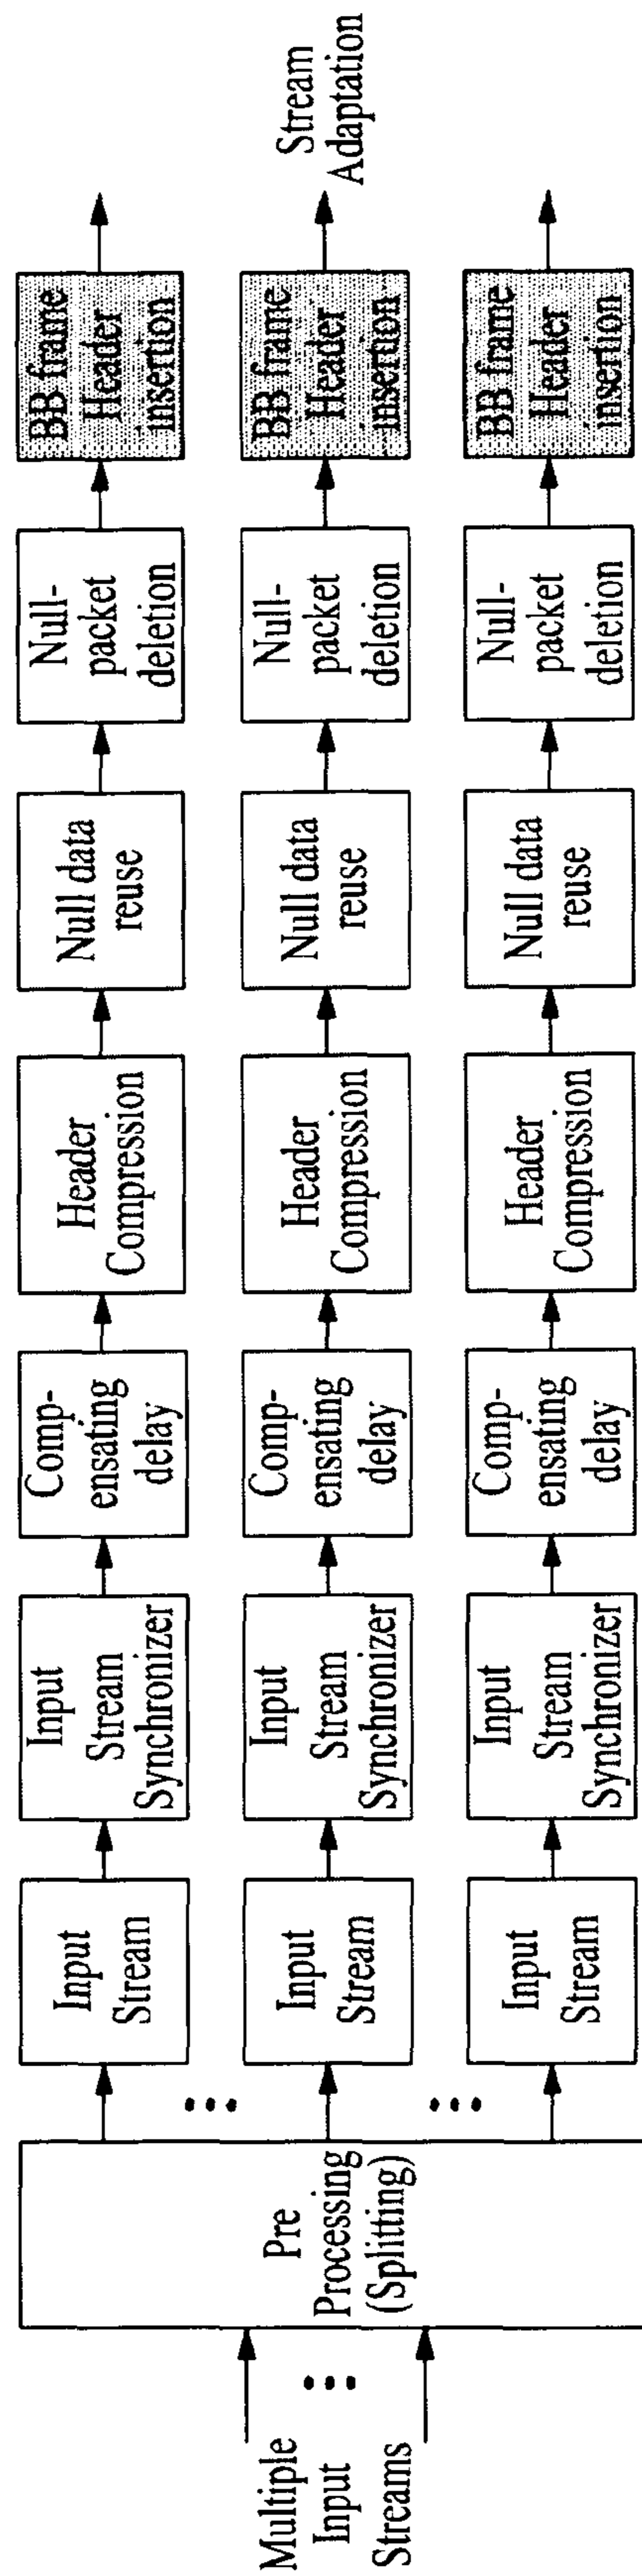 Multiple
Input
Streams
Pre
Processing
(Splitting)
Input
Stream
Input
Stream
Synchronizer
Comp-
ensating
delay
Header
Compression
Null data
reuse
Null-
packet
deletion
BB frame
Header
insertion
Input
Stream
Input
Stream
Synchronizer
Comp-
ensating
delay
Header
Compression
Null data
reuse
Null-
packet
deletion
BB frame
Header
insertion
Stream
Adaptation
Input
Stream
Input
Stream
Synchronizer
Comp-
ensating
delay
Header
Compression
Null data
reuse
Null-
packet
deletion
BB frame
Header
insertion